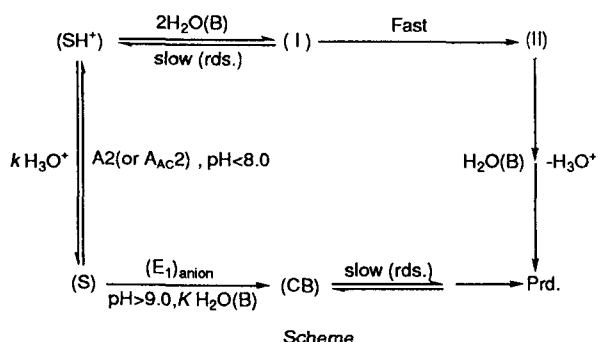 2H₂O(B)
(SH⁺) (I) Fast (II)
slow (rds.)
k H₃O⁺ A2(or A_AC2) , pH<8.0 H₂O(B) -H₃O⁺
(E₁)anion slow (rds.)
(S) (CB) Prd.
pH>9.0, K H₂O(B)
Scheme